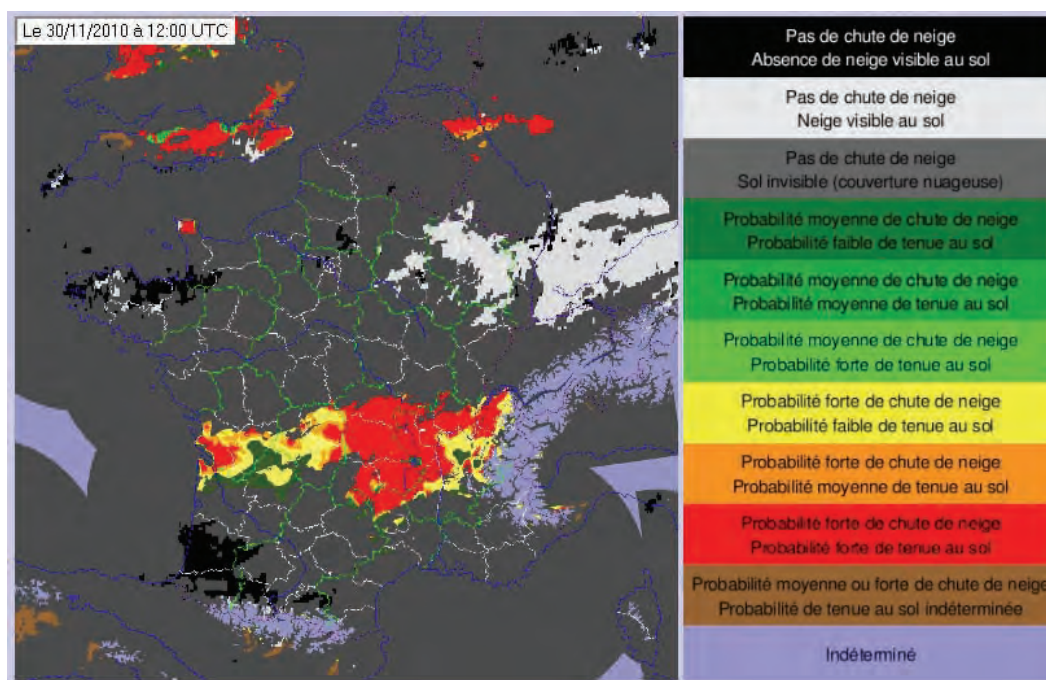 Le 30/11/2010 à 12:00 UTC
Pas de chute de neige
Absence de neige visible au sol
Pas de chute de neige
Neige visible au sol
Pas de chute de neige
Sol invisible (couverture nuageuse)
Probabilité moyenne de chute de neige
Probabilité faible de tenue au sol
Probabilité moyenne de chute de neige
Probabilité moyenne de tenue au sol
Probabilité moyenne de chute de neige
Probabilité forte de tenue au sol
Probabilité forte de chute de neige
Probabilité faible de tenue au sol
Probabilité forte de chute de neige
Probabilité moyenne de tenue au sol
Probabilité forte de chute de neige
Probabilité forte de tenue au sol
Probabilité moyenne ou forte de chute de neige
Probabilité de tenue au sol indéterminée
Indéterminé